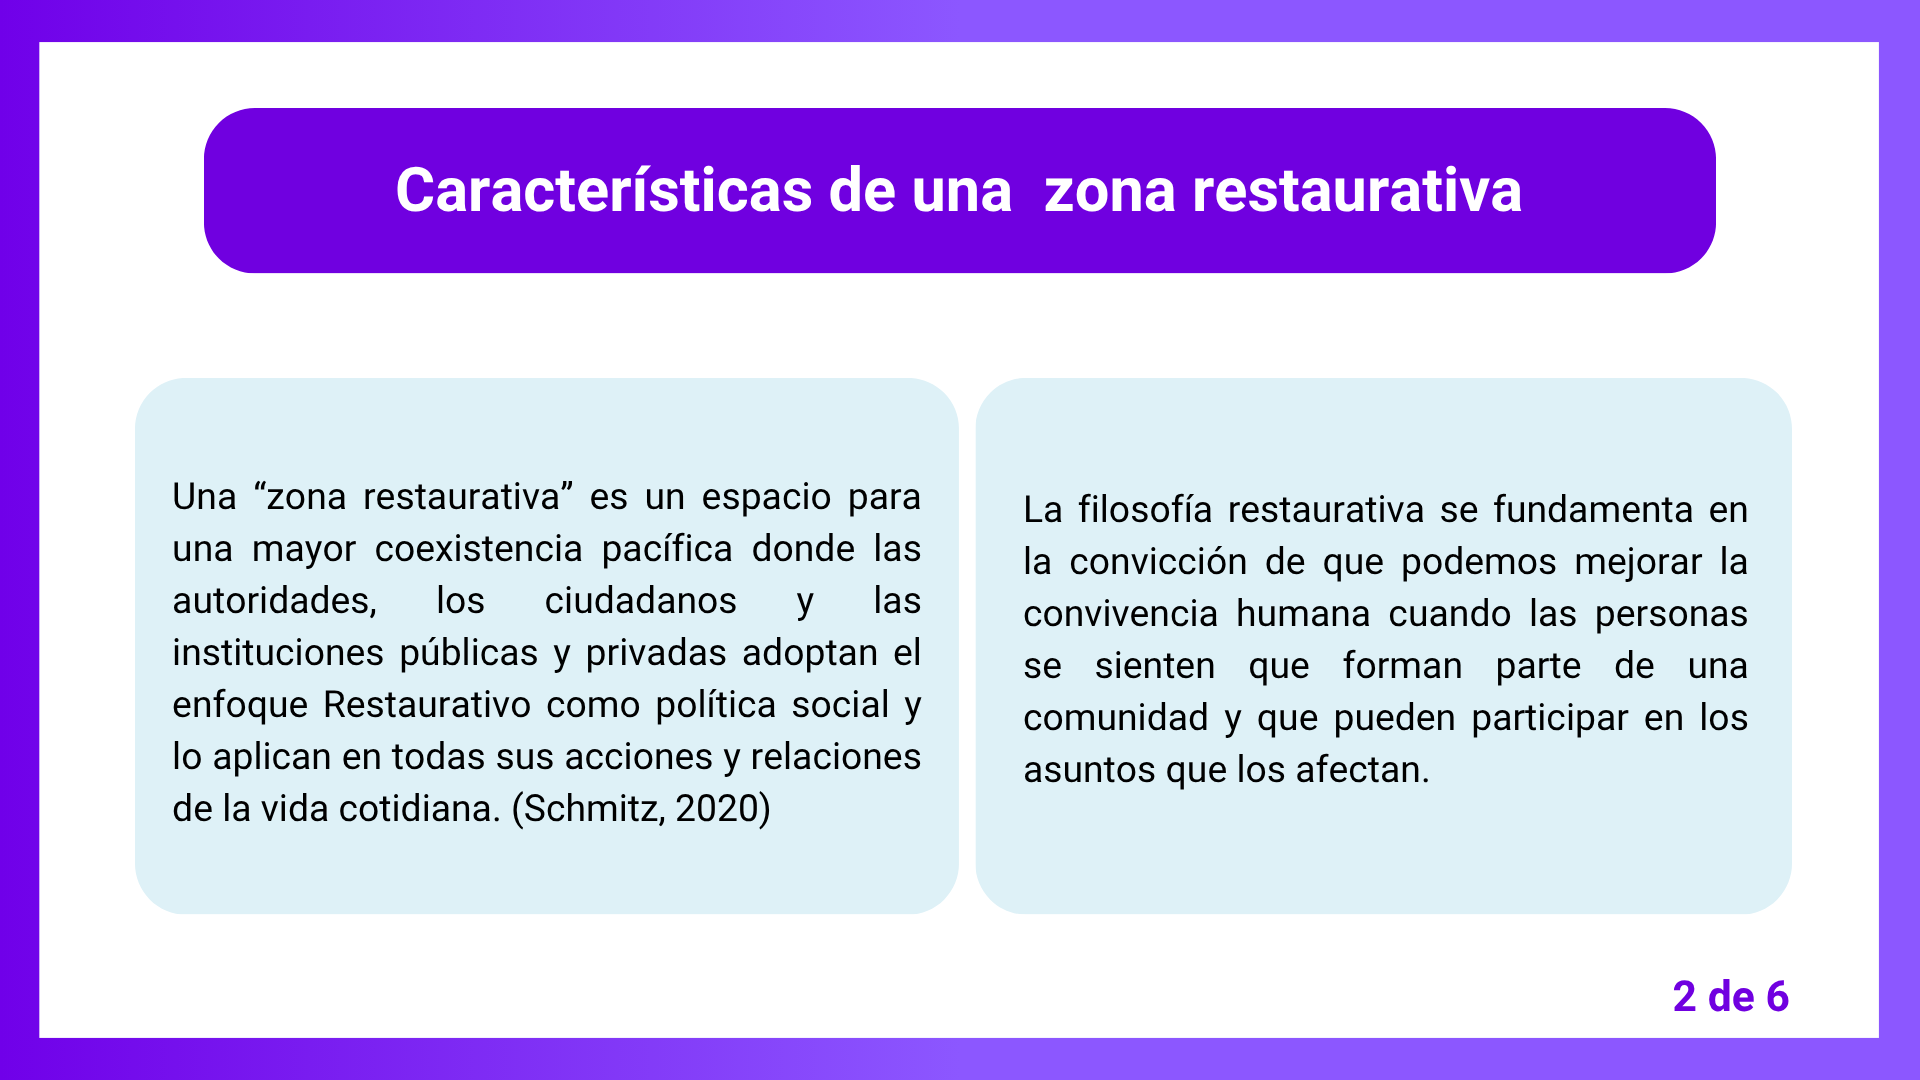 Características de una  zona restaurativa
Una “zona restaurativa” es un espacio para
una mayor coexistencia pacífica donde las
autoridades, los ciudadanos y las
instituciones públicas y privadas adoptan el
enfoque Restaurativo como política social y
lo aplican en todas sus acciones y relaciones
de la vida cotidiana. (Schmitz, 2020)
La filosofía restaurativa se fundamenta en
la convicción de que podemos mejorar la
convivencia humana cuando las personas
se sienten que forman parte de una
comunidad y que pueden participar en los
asuntos que los afectan.
2 de 6